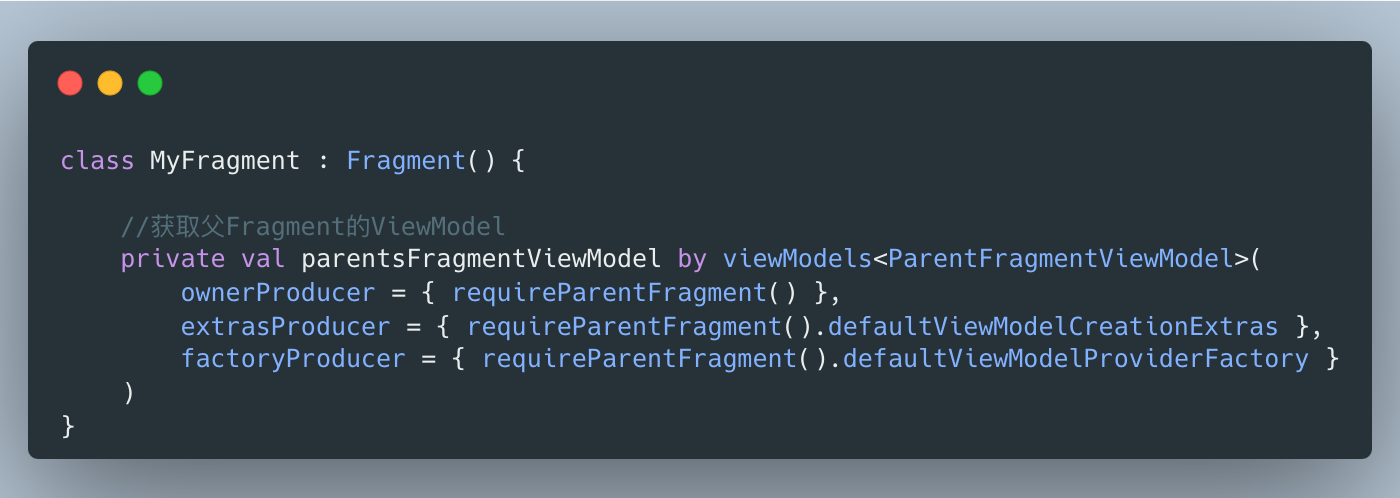 class MyFragment : Fragment() {
    //获取父Fragment的ViewModel
    private val parentsFragmentViewModel by viewModels<ParentFragmentViewModel>(
        ownerProducer = { requireParentFragment() },
        extrasProducer = { requireParentFragment().defaultViewModelCreationExtras },
        factoryProducer = { requireParentFragment().defaultViewModelProviderFactory }
    )
}